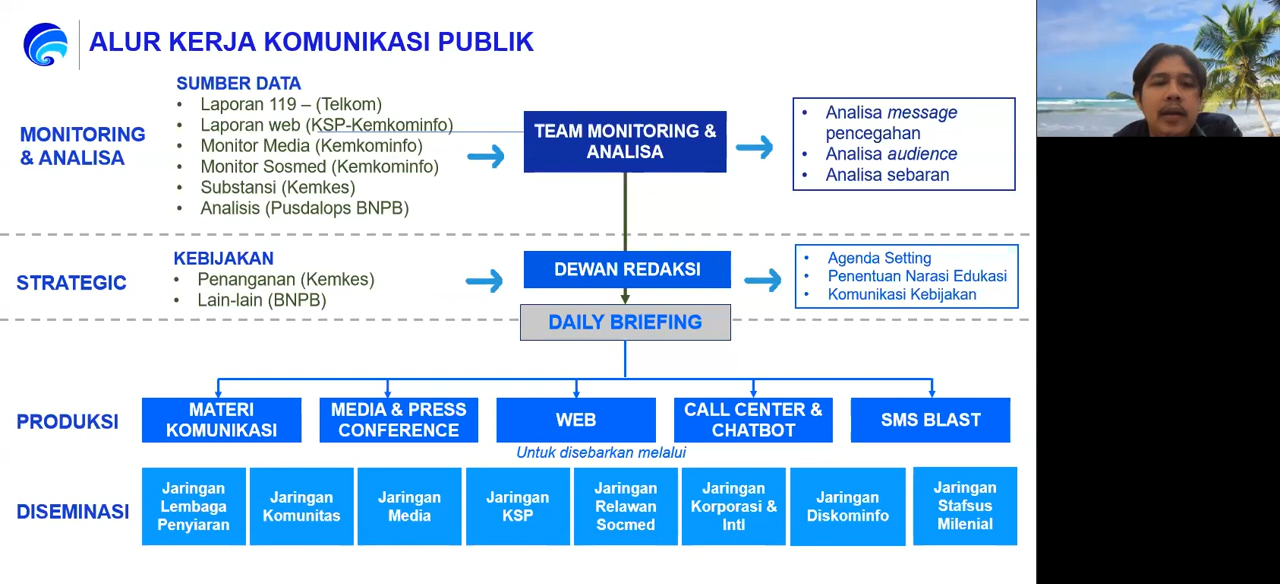 ALUR KERJA KOMUNIKASI PUBLIK
MONITORING
& ANALISA
SUMBER DATA
• Laporan 119 – (Telkom)
• Laporan web (KSP-Kemkominfo)
• Monitor Media (Kemkominfo)
• Monitor Sosmed (Kemkominfo)
• Substansi (Kemkes)
• Analisis (Pusdalops BNPB)
TEAM MONITORING &
ANALISA
• Analisa message
pencegahan
• Analisa audience
• Analisa sebaran
STRATEGIC
KEBIJAKAN
• Penanganan (Kemkes)
• Lain-lain (BNPB)
DEWAN REDAKSI
• Agenda Setting
• Penentuan Narasi Edukasi
• Komunikasi Kebijakan
DAILY BRIEFING
PRODUKSI
MATERI
KOMUNIKASI
MEDIA & PRESS
CONFERENCE
WEB
CALL CENTER &
CHATBOT
SMS BLAST
Untuk disebarkan melalui
DISEMINASI
Jaringan
Lembaga
Penyiaran
Jaringan
Komunitas
Jaringan
Media
Jaringan
KSP
Jaringan
Relawan
Socmed
Jaringan
Korporasi &
Intl
Jaringan
Diskominfo
Jaringan
Stafsus
Milenial